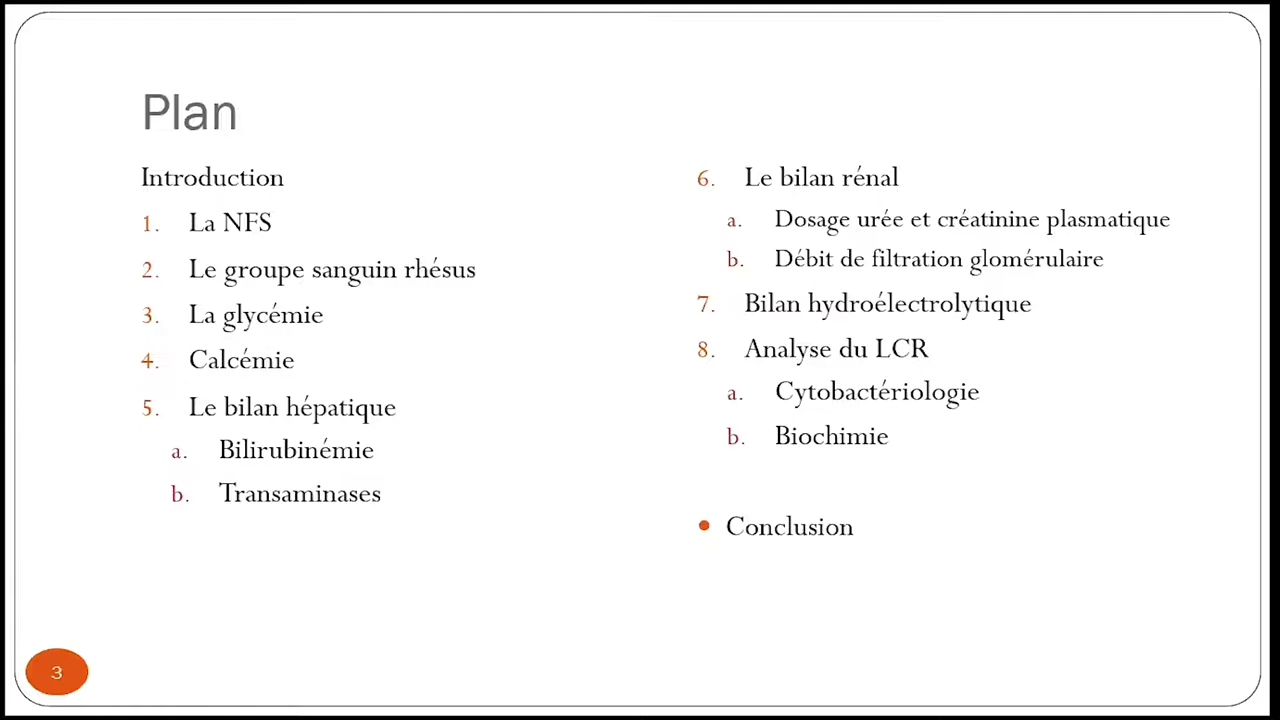 Plan
Introduction
1. La NFS
2. Le groupe sanguin rhésus
3. La glycémie
4. Calcémie
5. Le bilan hépatique
a. Bilirubinémie
b. Transaminases
6. Le bilan rénal
a. Dosage urée et créatinine plasmatique
b. Débit de filtration glomérulaire
7. Bilan hydroélectrolytique
8. Analyse du LCR
a. Cytobactériologie
b. Biochimie
• Conclusion
3